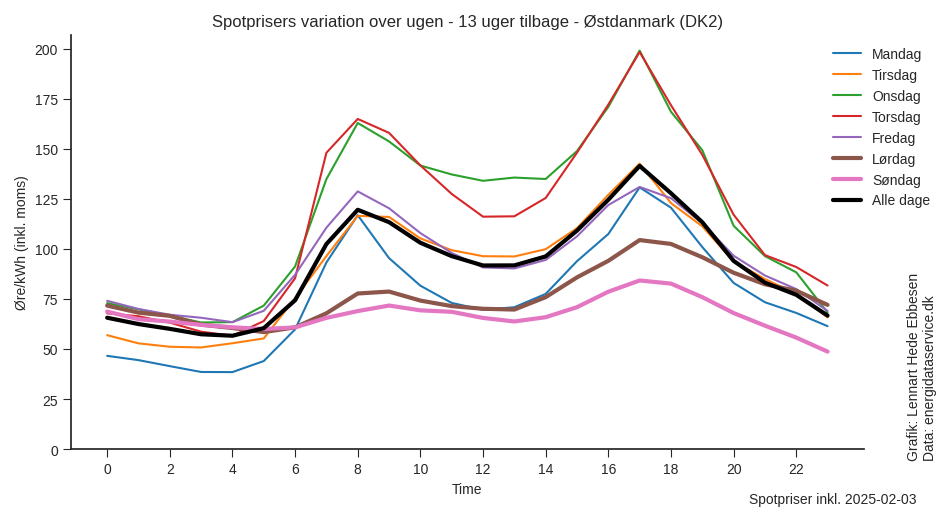 Spotprisers variation over ugen - 13 uger tilbage - Østdanmark (DK2)
Øre/kWh (inkl. moms)
200
175
150
125
100
75
50
25
0
0 2 4 6 8 10 12 14 16 18 20 22
Time
Mandag
Tirsdag
Onsdag
Torsdag
Fredag
Lørdag
Søndag
Alle dage
Grafik: Lennart Hede Ebbesen
Data: energidataservice.dk
Spotpriser inkl. 2025-02-03